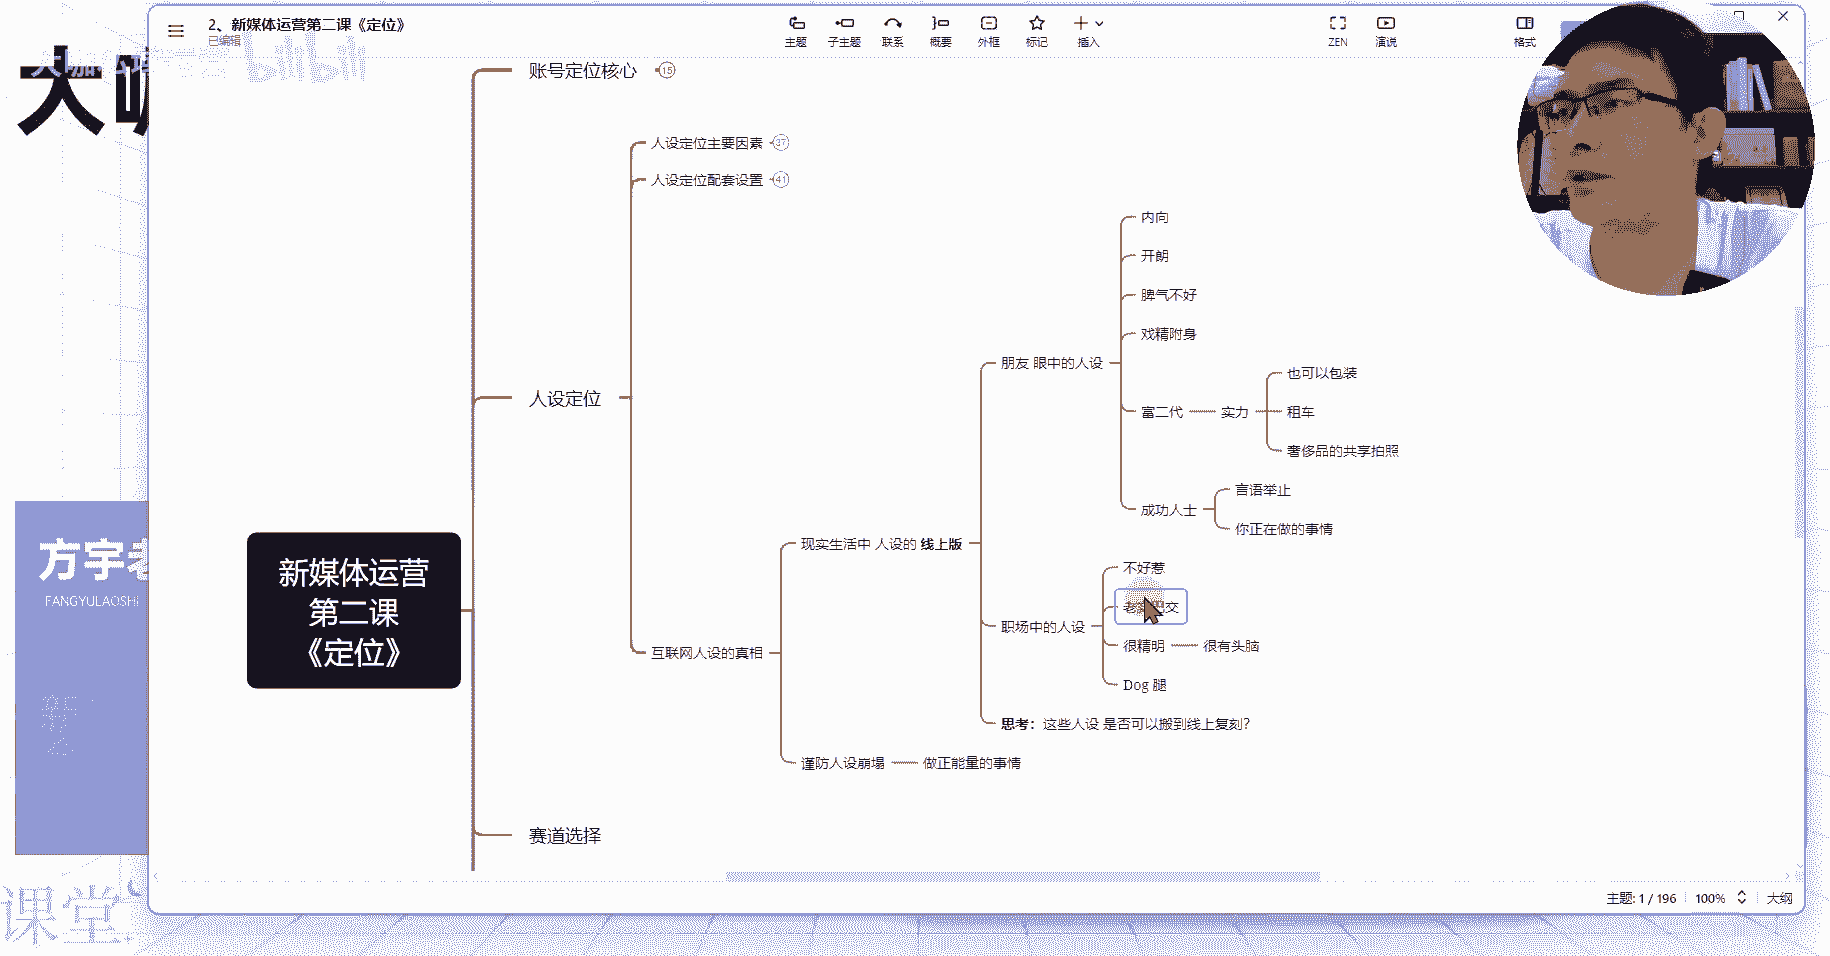 2、新媒体运营第二课《定位》
已编辑
主题
子主题
联系
概要
外框
标记
插入
ZEN
演说
格式
bilibili
账号定位核心
15
人设定位主要因素
37
人设定位配套设置
41
内向
开朗
脾气不好
戏精附身
朋友 眼中的人设
也可以包装
富二代
实力
租车
奢侈品的共享拍照
人设定位
言语举止
成功人士
你正在做的事情
现实生活中 人设的 线上版
不好惹
新媒体运营
第二课
《定位》
职场中的人设
很精明
很有头脑
互联网人设的真相
Dog 腿
思考：这些人设 是否可以搬到线上复刻？
谨防人设崩塌
做正能量的事情
赛道选择
方宇老
FANGYULAOSHI
课堂
主题: 1 / 196
100%
大纲